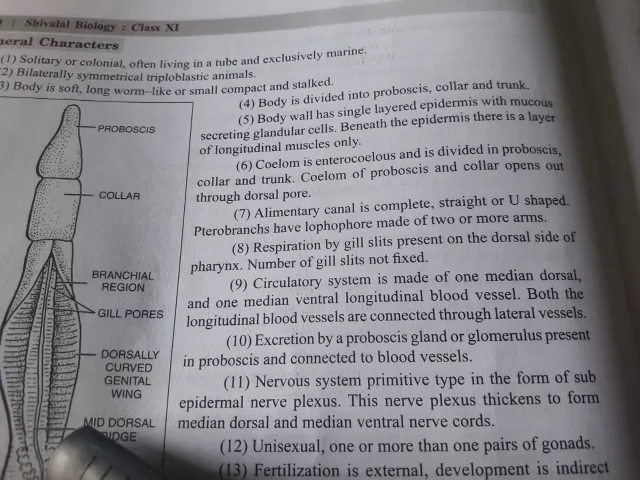 Shivalal Biology : Class XI
neral Characters
(1) Solitary or colonial, often living in a tube and exclusively marine.
2) Bilaterally symmetrical triploblastic animals.
3) Body is soft, long worm–like or small compact and stalked.
(4) Body is divided into proboscis, collar and trunk.
(5) Body wall has single layered epidermis with mucous
secreting glandular cells. Beneath the epidermis there is a layer
of longitudinal muscles only.
(6) Coelom is enterocoelous and is divided in proboscis,
collar and trunk. Coelom of proboscis and collar opens out
through dorsal pore.
(7) Alimentary canal is complete, straight or U shaped.
Pterobranchs have lophophore made of two or more arms.
(8) Respiration by gill slits present on the dorsal side of
pharynx. Number of gill slits not fixed.
(9) Circulatory system is made of one median dorsal,
and one median ventral longitudinal blood vessel. Both the
longitudinal blood vessels are connected through lateral vessels.
(10) Excretion by a proboscis gland or glomerulus present
in proboscis and connected to blood vessels.
(11) Nervous system primitive type in the form of sub
epidermal nerve plexus. This nerve plexus thickens to form
median dorsal and median ventral nerve cords.
(12) Unisexual, one or more than one pairs of gonads.
(13) Fertilization is external, development is indirect
PROBOSCIS
COLLAR
BRANCHIAL
REGION
GILL PORES
DORSALLY
CURVED
GENITAL
WING
MID DORSAL
IDGE